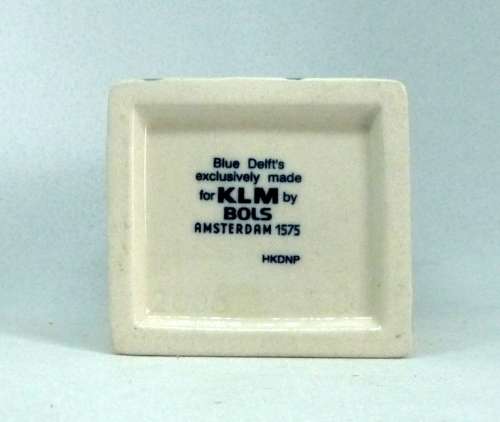 Blue Delft's
exclusively made
for KLM by
BOLS
AMSTERDAM 1575
HKDNP